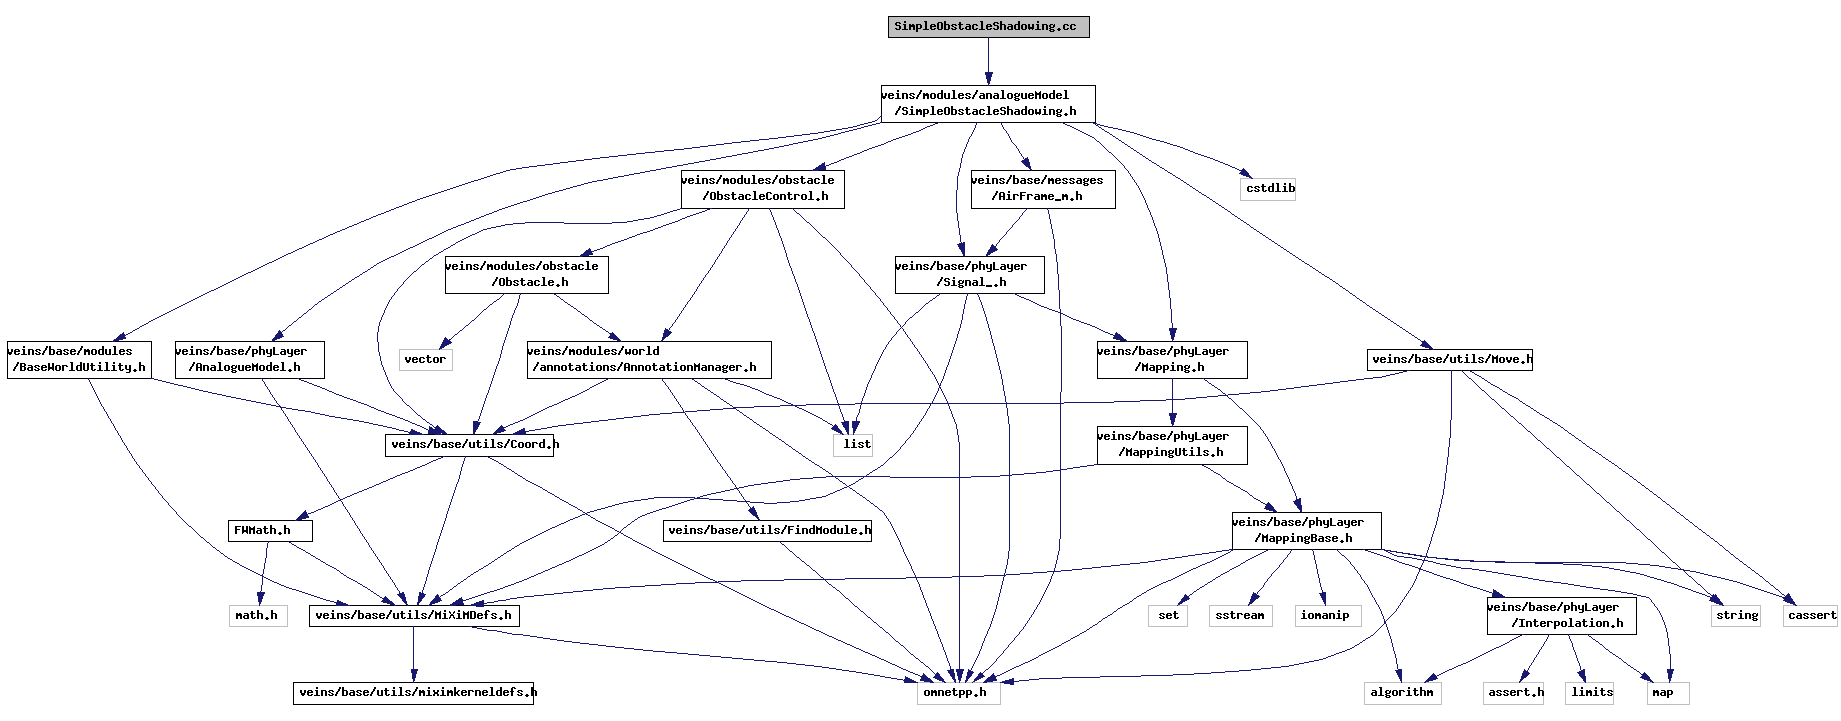 SimpleObstacleShadowing.cc
veins/modules/analogueModel
/SimpleObstacleShadowing.h
veins/modules/obstacle
/ObstacleControl.h
veins/base/messages
/AirFrame_m.h
cstdlib
veins/modules/obstacle
/Obstacle.h
veins/base/phyLayer
/Signal_.h
veins/base/modules
/BaseWorldUtility.h
veins/base/phyLayer
/AnalogueModel.h
vector
veins/modules/world
/annotations/AnnotationManager.h
veins/base/phyLayer
/Mapping.h
veins/base/utils/Move.h
veins/base/utils/Coord.h
list
veins/base/phyLayer
/MappingUtils.h
FWMath.h
veins/base/utils/FindModule.h
veins/base/phyLayer
/MappingBase.h
math.h
veins/base/utils/MiXiMDefs.h
set
sstream
iomanip
veins/base/phyLayer
/Interpolation.h
string
cassert
veins/base/utils/miximkerneldefs.h
omnetpp.h
algorithm
assert.h
limits
map